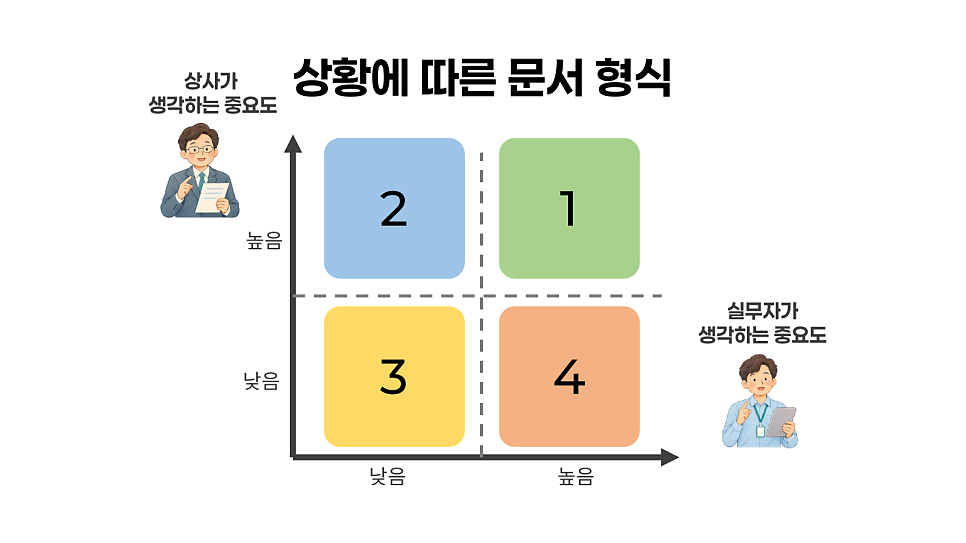 상황에 따른 문서 형식
상사가
생각하는 중요도
2
1
높음
실무자가
생각하는 중요도
3
4
낮음
낮음
높음